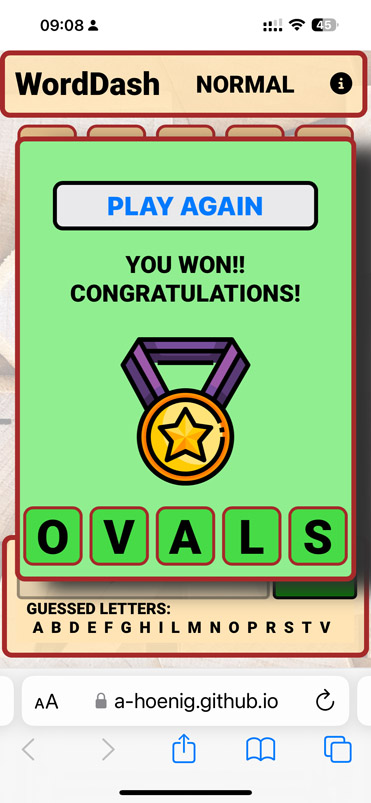 09:08
45
WordDash NORMAL
PLAY AGAIN
YOU WON!!
CONGRATULATIONS!
O V A L S
GUESSED LETTERS:
A B D E F G H I L M N O P R S T V
AA a-hoenig.github.io